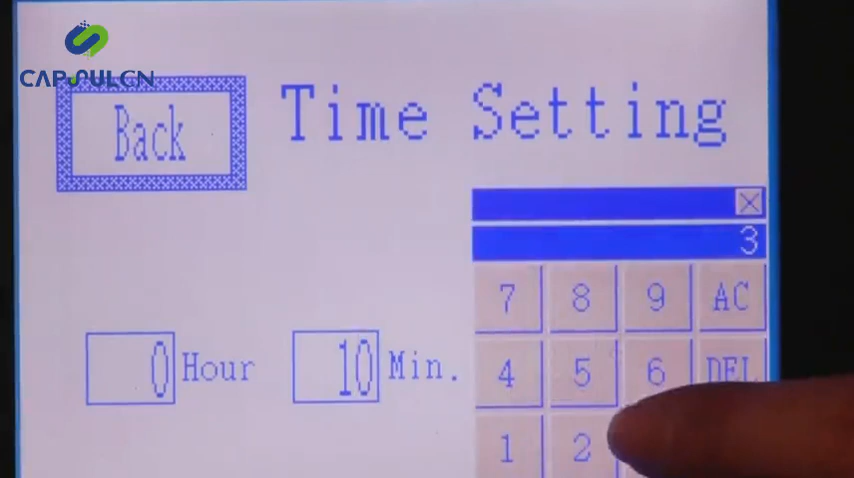 CAPSULCN
Back
Time Setting
3
7 8 9 AC
0 Hour 10 Min.
4 5 6 DEL
1 2